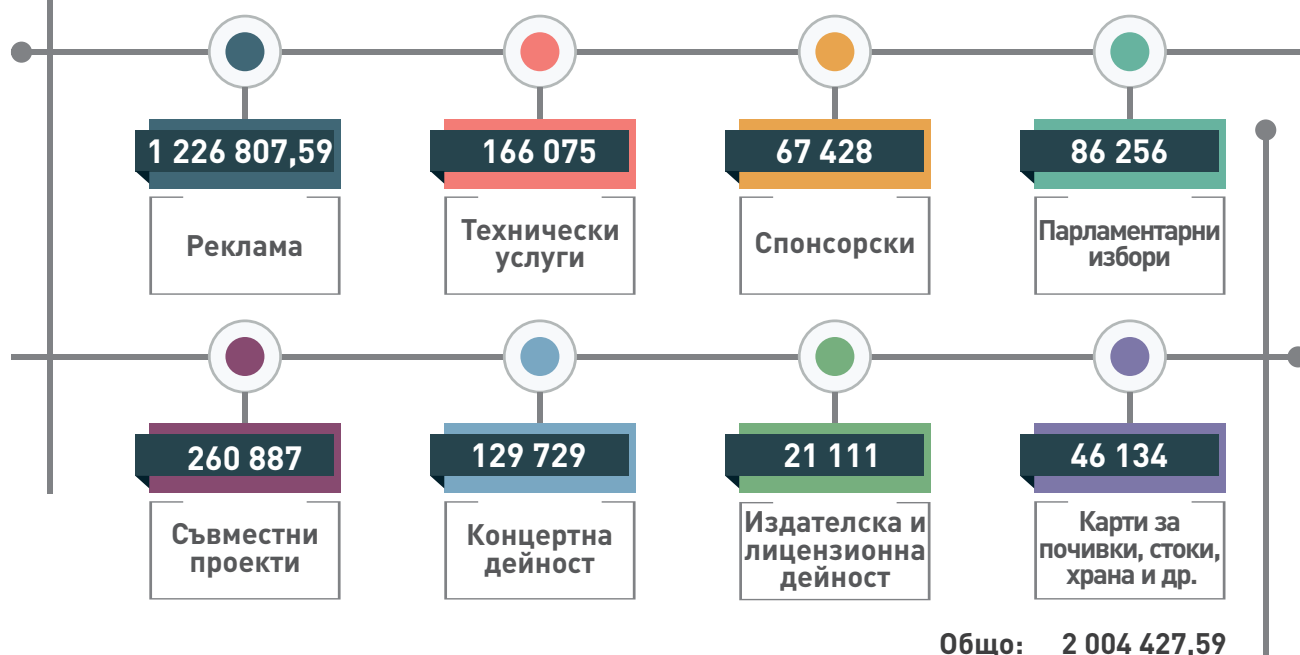 1 226 807,59
Реклама
166 075
Технически
услуги
67 428
Спонсорски
86 256
Парламентарни
избори
260 887
Съвместни
проекти
129 729
Концертна
дейност
21 111
Издателска и
лицензионна
дейност
46 134
Карти за
почивки, стоки,
храна и др.
Общо: 2 004 427,59